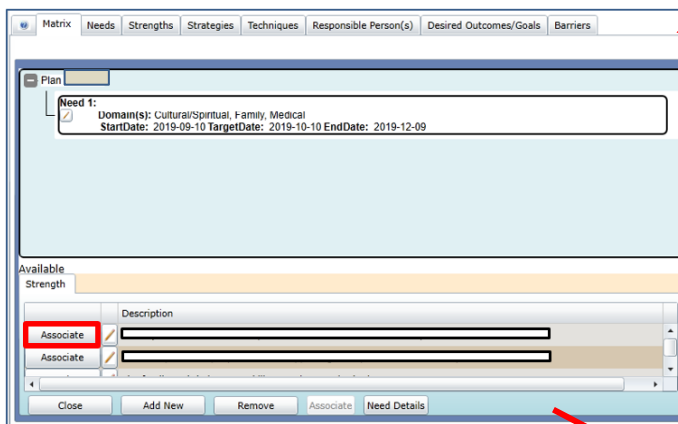 Matrix Needs Strengths Strategies Techniques Responsible Person(s) Desired Outcomes/Goals Barriers
Plan
Need 1:
Domain(s): Cultural/Spiritual, Family, Medical
StartDate: 2019-09-10 TargetDate: 2019-10-10 EndDate: 2019-12-09
Available
Strength
Description
Associate
Associate
Close Add New Remove Associate Need Details